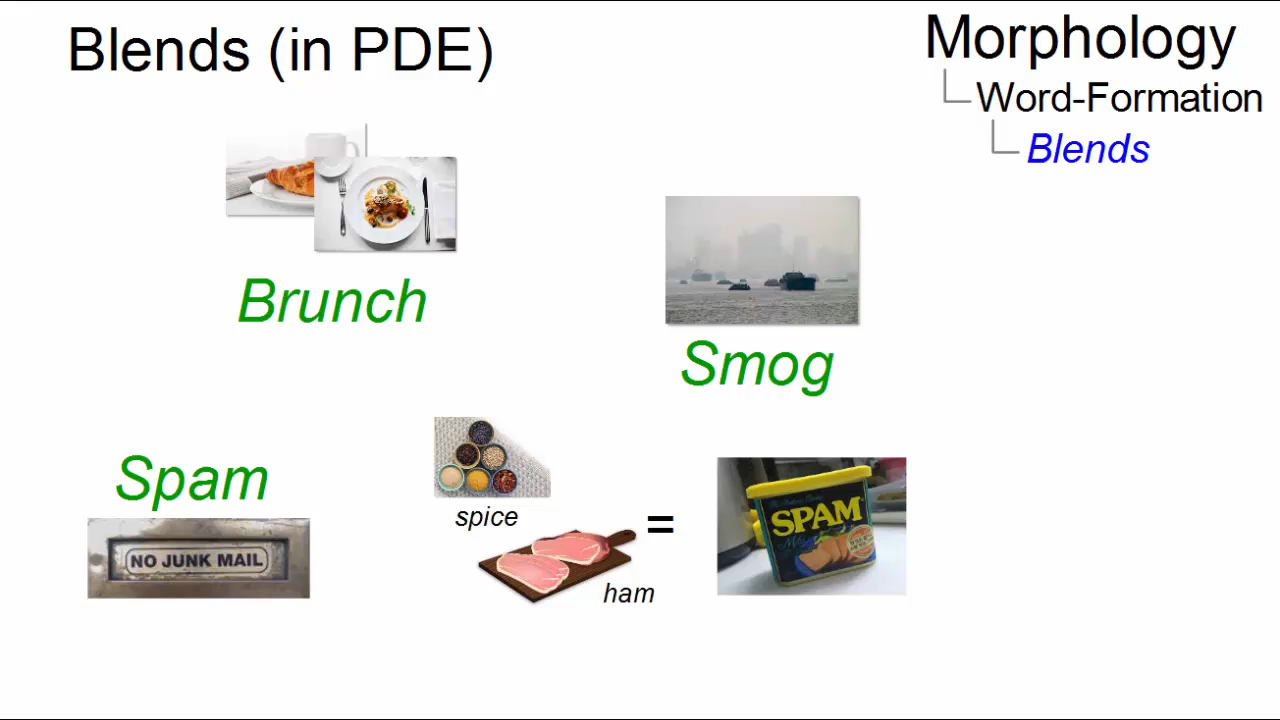 Blends (in PDE)
Morphology
Word-Formation
Blends
Brunch
Smog
Spam
NO JUNK MAIL
spice
ham
=
SPAM